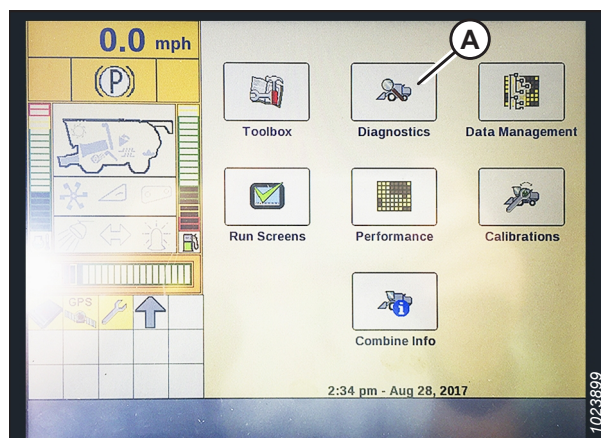 0.0 mph
A
(P)
Toolbox
Diagnostics
Data Management
Run Screens
Performance
Calibrations
GPS
i
Combine Info
2:34 pm - Aug 28, 2017
1023899